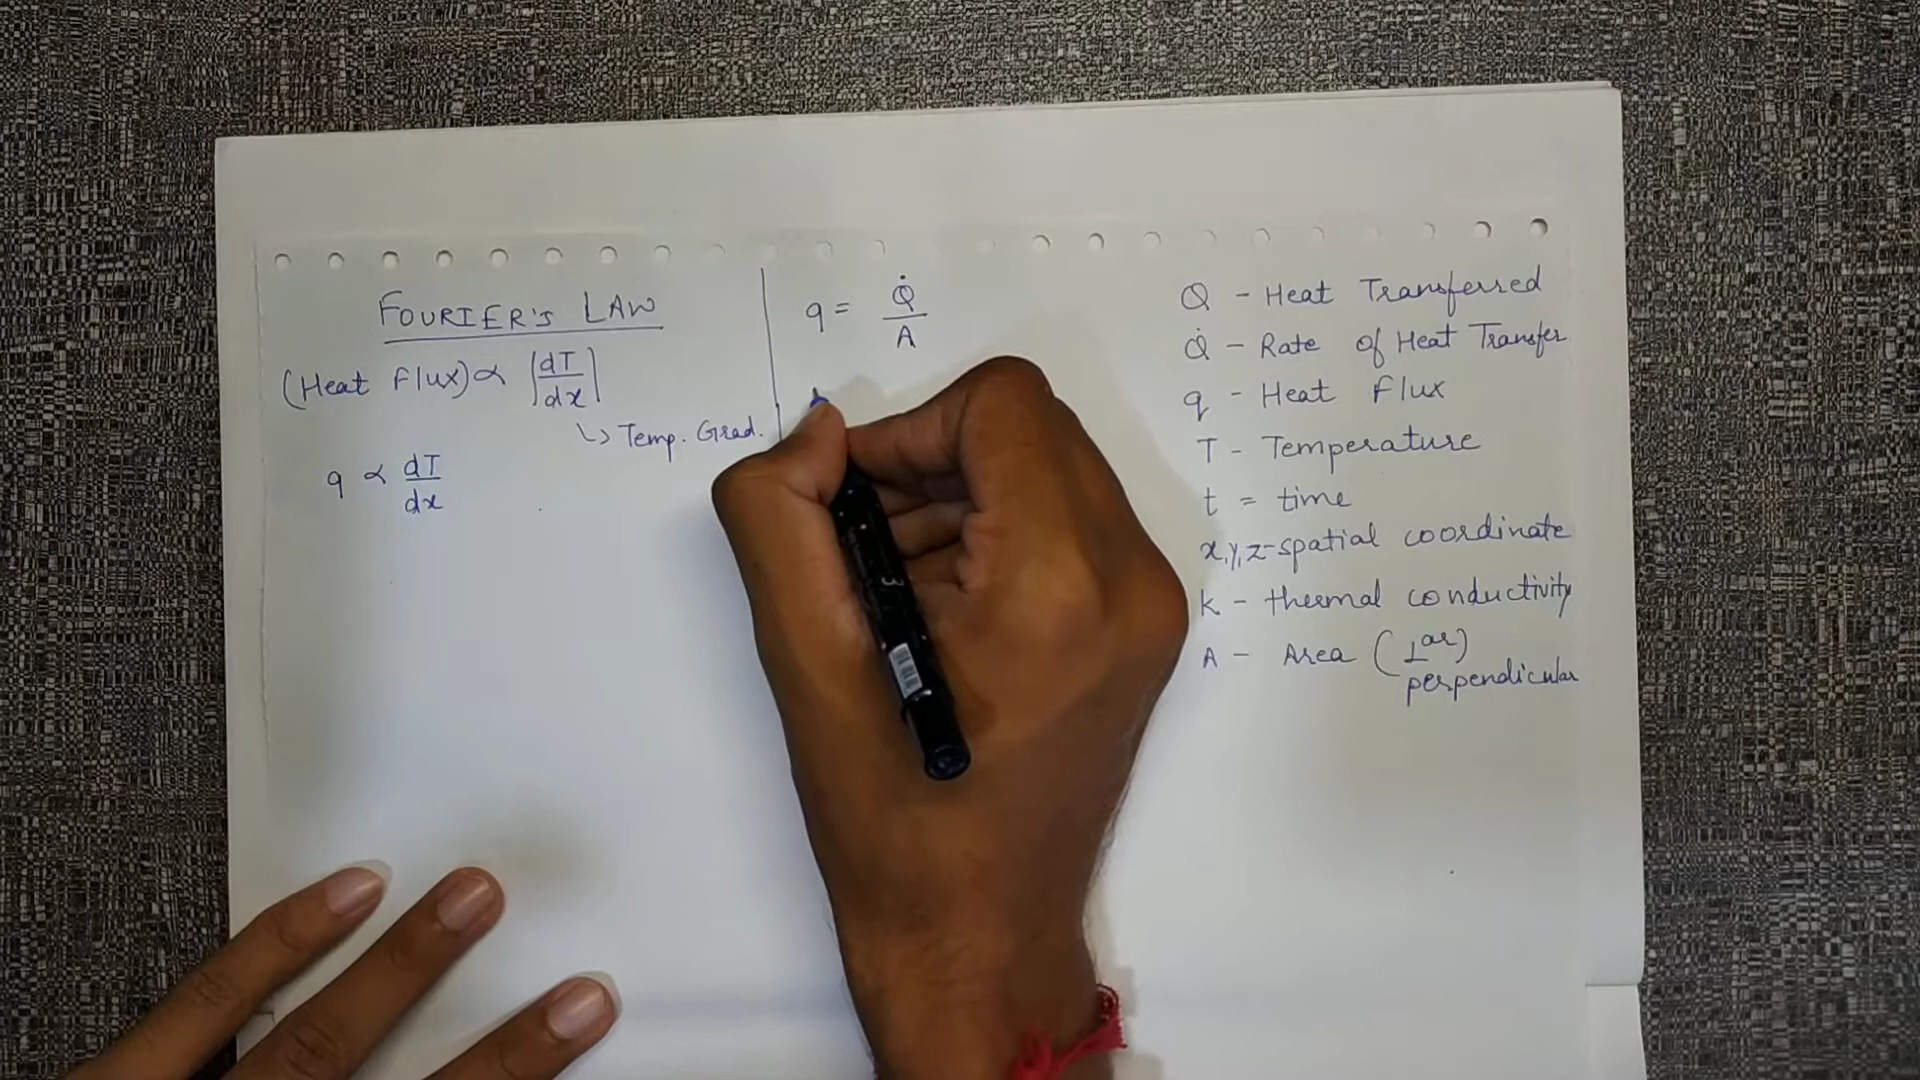 FOURIER'S LAW
(Heat Flux) ∝ |dT/dx|
↳ Temp. Grad.
q ∝ dT/dx
q = Q̇/A
Q - Heat Transferred
Q̇ - Rate of Heat Transfer
q - Heat Flux
T - Temperature
t = time
x,y,z-spatial coordinate
K - thermal conductivity
A - Area (⊥ar)
perpendicular
3